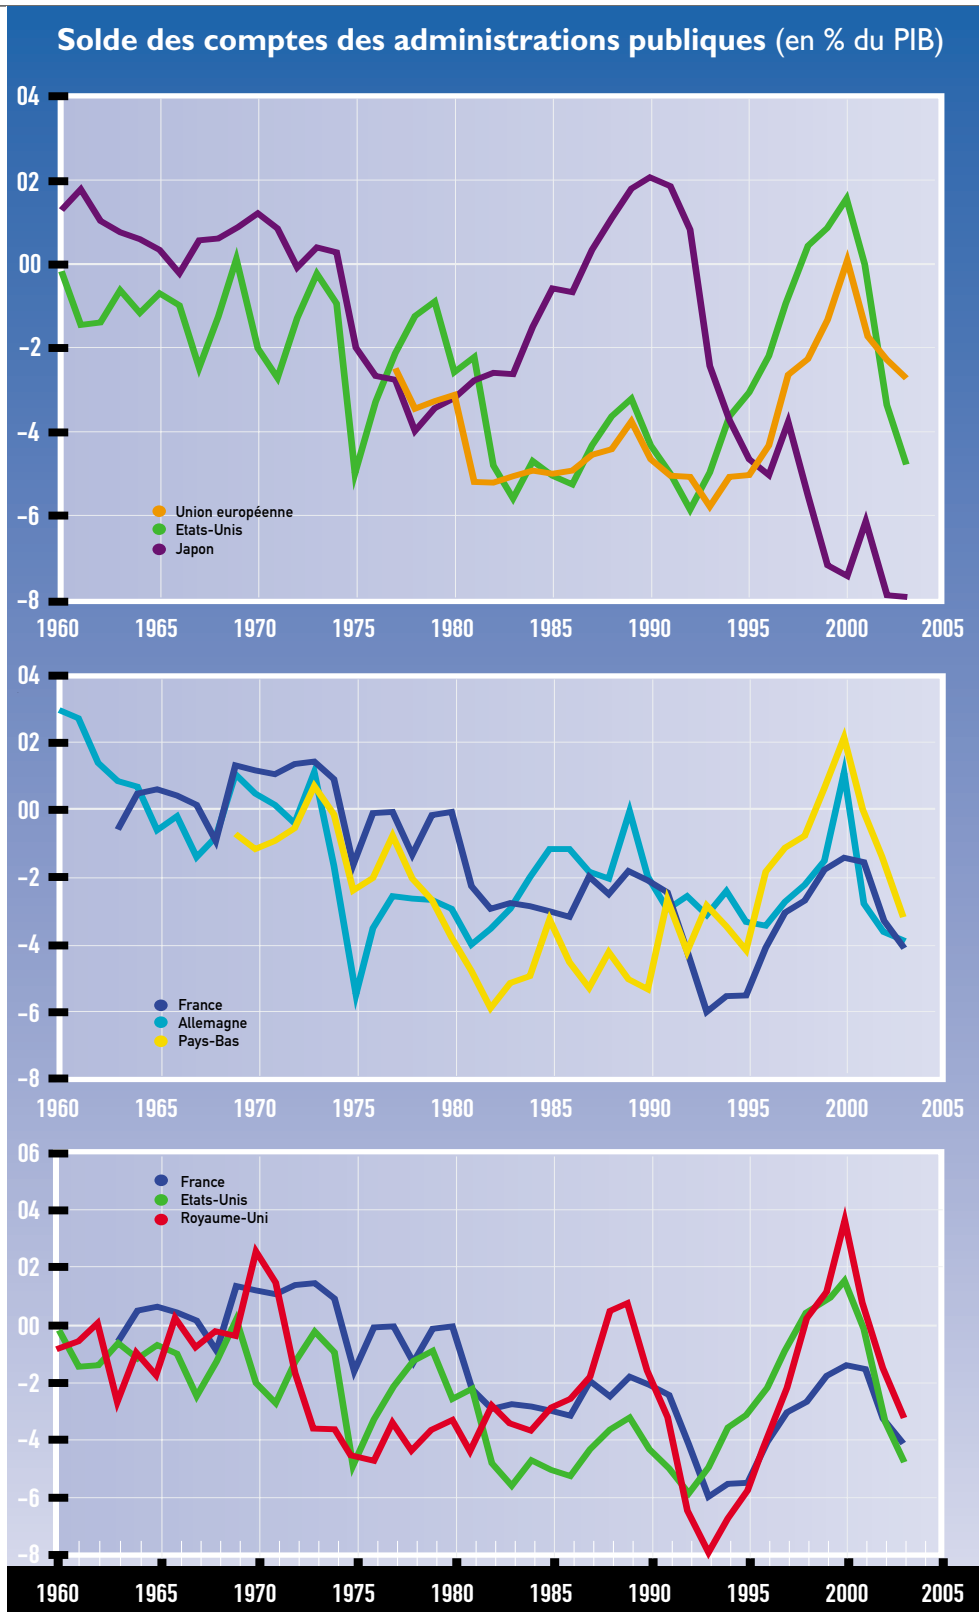 Solde des comptes des administrations publiques (en % du PIB)
04
02
00
-2
-4
-6
-8
Union européenne
Etats-Unis
Japon
1960 1965 1970 1975 1980 1985 1990 1995 2000 2005
04
02
00
-2
-4
-6
-8
France
Allemagne
Pays-Bas
1960 1965 1970 1975 1980 1985 1990 1995 2000 2005
06
04
02
00
-2
-4
-6
-8
France
Etats-Unis
Royaume-Uni
1960 1965 1970 1975 1980 1985 1990 1995 2000 2005